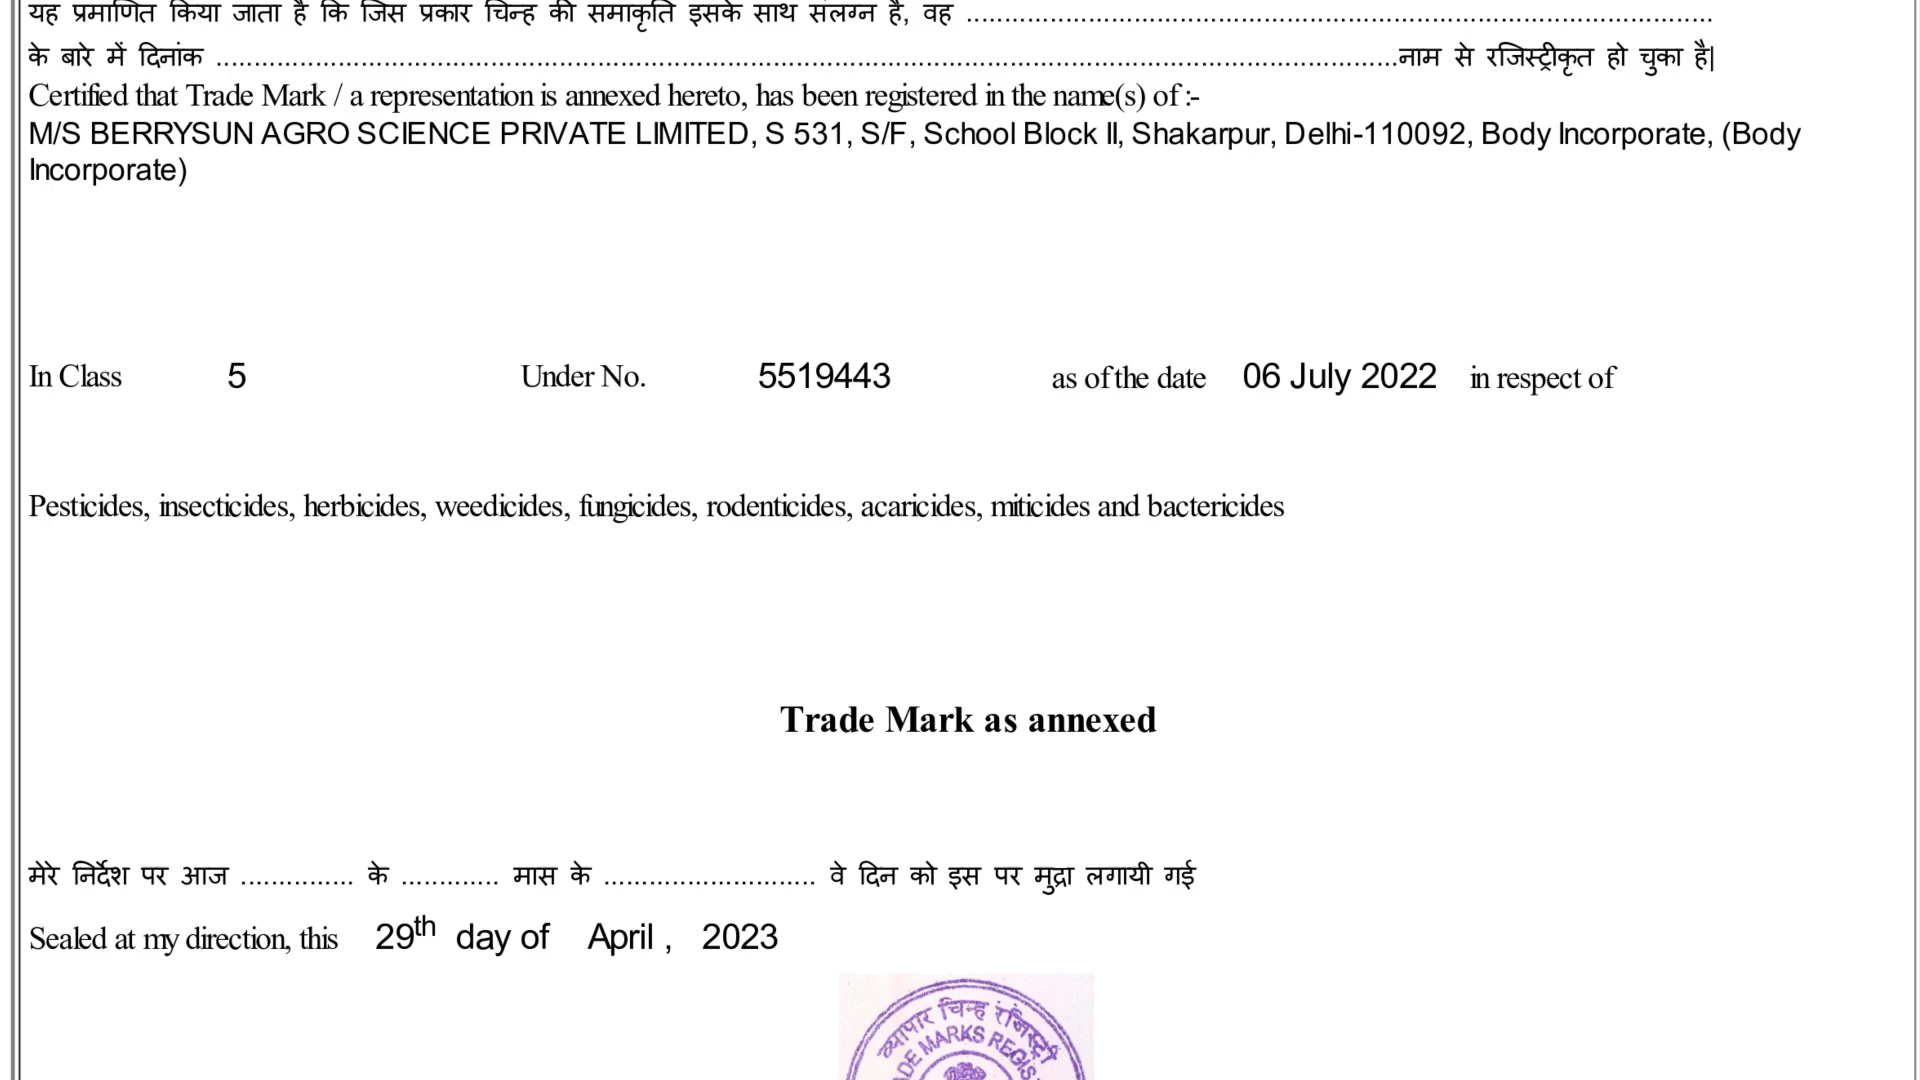 यह प्रमाणित किया जाता है कि जिस प्रकार चिन्ह की समाकृति इसके साथ संलग्न है, वह ..................................................................................................
के बारे में दिनांक ...........................................................................................................................................................नाम से रजिस्ट्रीकृत हो चुका है|
Certified that Trade Mark / a representation is annexed hereto, has been registered in the name(s) of :-
M/S BERRYSUN AGRO SCIENCE PRIVATE LIMITED, S 531, S/F, School Block II, Shakarpur, Delhi-110092, Body Incorporate, (Body
Incorporate)
In Class 5 Under No. 5519443 as of the date 06 July 2022 in respect of
Pesticides, insecticides, herbicides, weedicides, fungicides, rodenticides, acaricides, miticides and bactericides
Trade Mark as annexed
मेरे निर्देश पर आज ............... के ............. मास के ............................ वे दिन को इस पर मुद्रा लगायी गई
Sealed at my direction, this 29th day of April , 2023
व्यापार चिन्ह रजिस्ट्री
MARKS